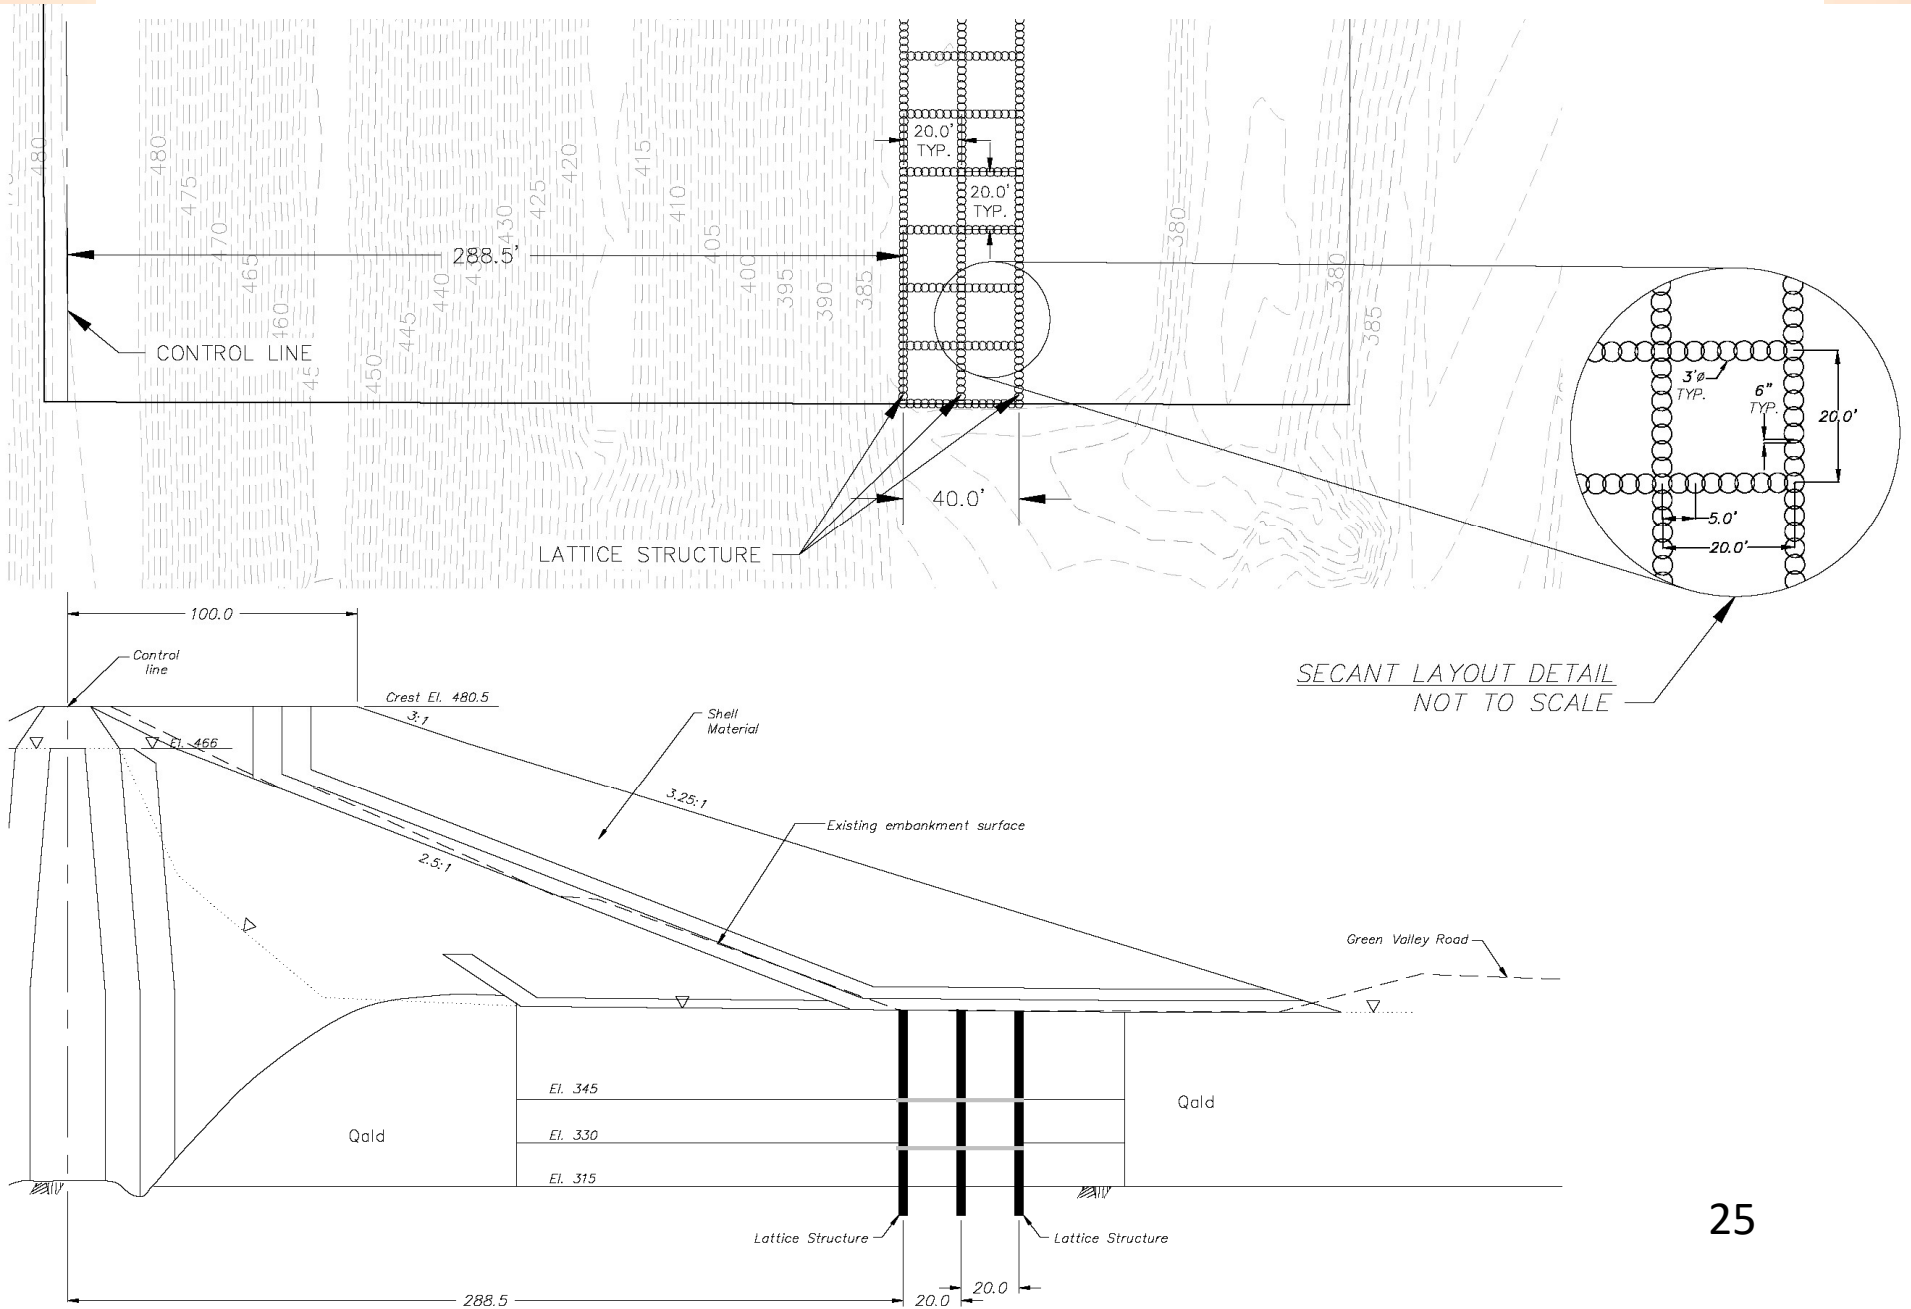 480
480
475
470
465
460
450
445
440
430
425
420
415
410
405
400
395
390
385
20.0'
TYP.
20.0'
TYP.
380
380
385
288.5'
CONTROL LINE
40.0'
LATTICE STRUCTURE
3'ø
TYP.
6"
TYP.
20.0'
5.0'
20.0'
SECANT LAYOUT DETAIL
NOT TO SCALE
100.0
Control
line
Crest El. 480.5
3:1
Shell
Material
El. 466
3.25:1
Existing embankment surface
2.5:1
Green Valley Road
El. 345
Qald
Qald
El. 330
El. 315
Lattice Structure
Lattice Structure
25
20.0
288.5
20.0